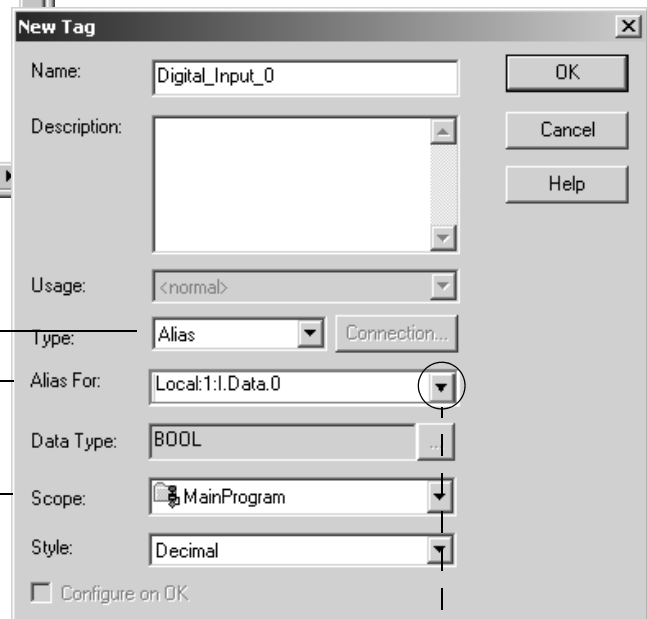 New Tag
Name: Digital_Input_0 OK
Description: Cancel
Help
Usage: <normal>
Type: Alias Connection...
Alias For: Local:1:I.Data.0
Data Type: BOOL ...
Scope: MainProgram
Style: Decimal
Configure on OK